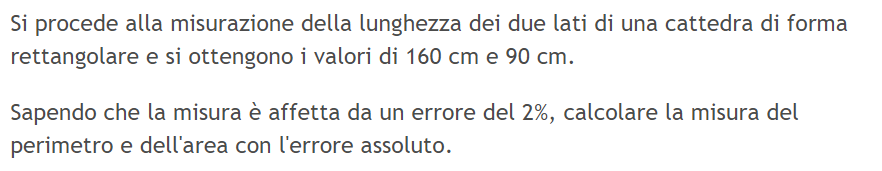 Si procede alla misurazione della lunghezza dei due lati di una cattedra di forma
rettangolare e si ottengono i valori di 160 cm e 90 cm.
Sapendo che la misura è affetta da un errore del 2%, calcolare la misura del
perimetro e dell'area con l'errore assoluto.